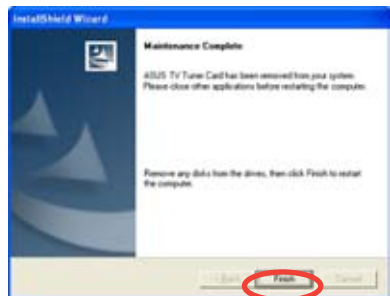 InstallShield Wizard
Maintenance Complete
ASUS TV Tuner Card has been removed from your system.
Please close other applications before restarting the computer.
Remove any disks from the drives, then click Finish to restart
the computer.
< Back
Finish
Cancel